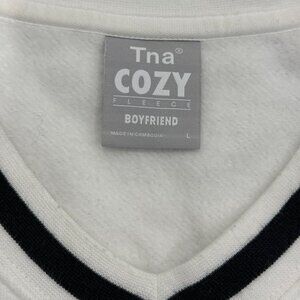 Tna®
COZY
FLEECE
BOYFRIEND
MADE IN CAMBODIA L